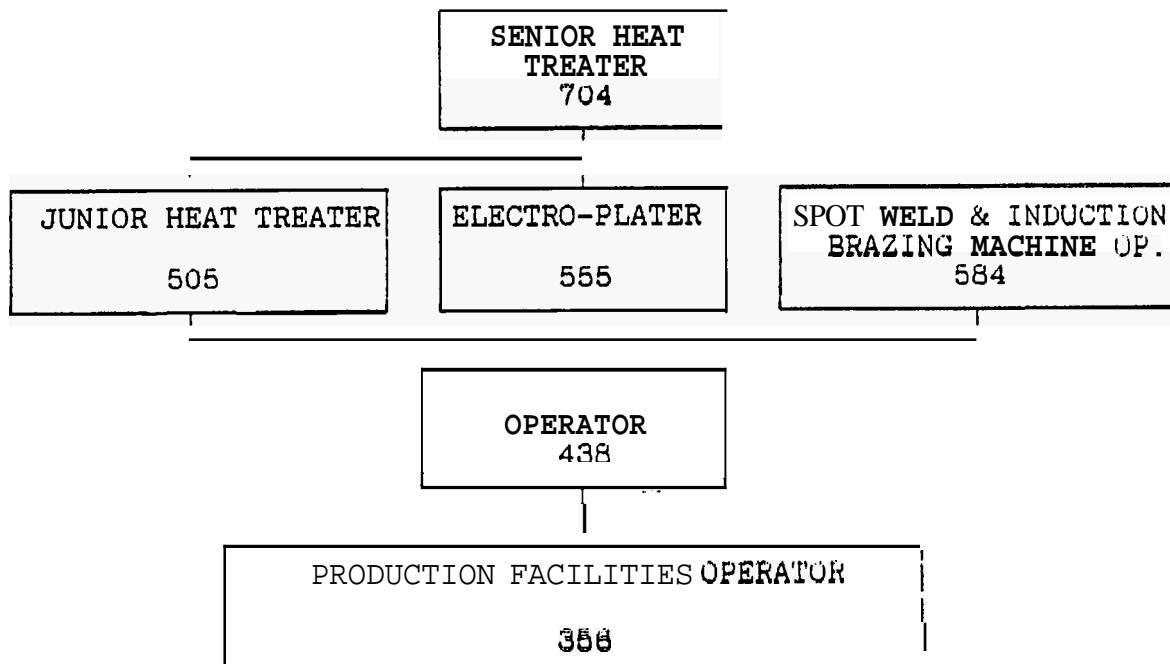 SENIOR HEAT
TREATER
704
JUNIOR HEAT TREATER
505
ELECTRO-PLATER
555
SPOT WELD & INDUCTION
BRAZING MACHINE OP.
584
OPERATOR
438
PRODUCTION FACILITIES OPERATOR
356